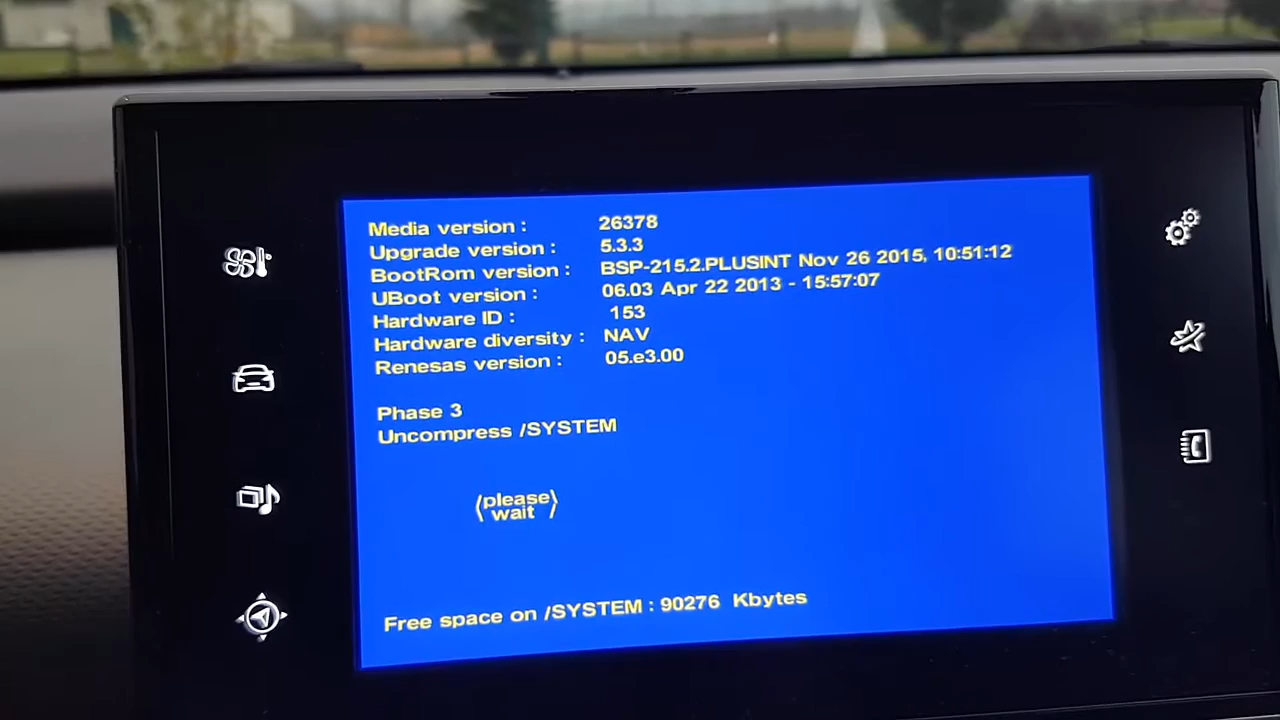 Media version : 26378
Upgrade version : 5.3.3
BootRom version : BSP-215.2.PLUSINT Nov 26 2015, 10:51:12
UBoot version : 06.03 Apr 22 2013 - 15:57:07
Hardware ID : 153
Hardware diversity : NAV
Renesas version : 05.e3.00
Phase 3
Uncompress /SYSTEM
(please
wait )
Free space on /SYSTEM : 90276 Kbytes